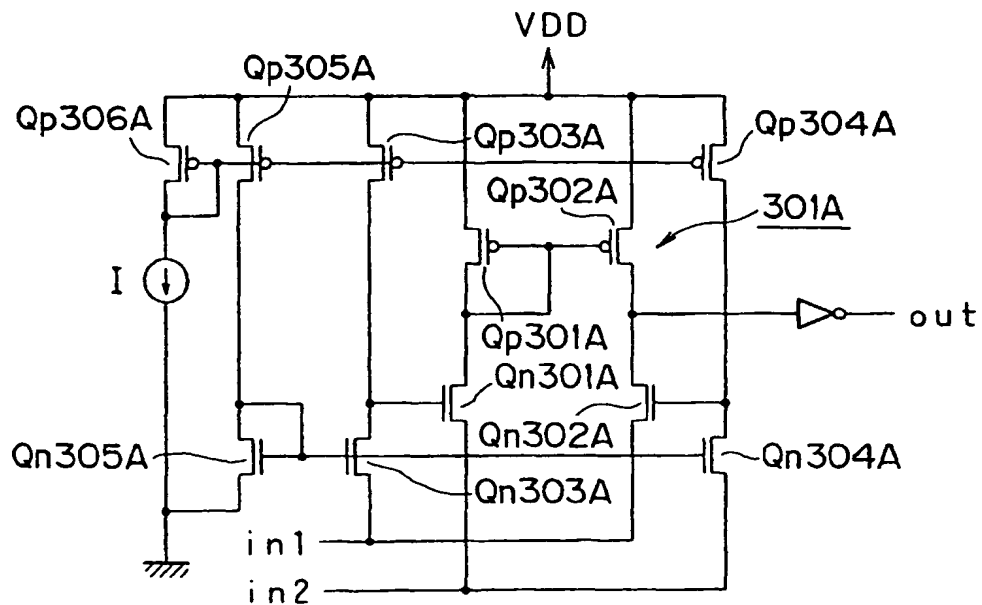 VDD
Qp305A
Qp306A
Qp303A
Qp304A
Qp302A
301A
I
out
Qp301A
Qn301A
Qn302A
Qn305A
Qn304A
Qn303A
in1
in2